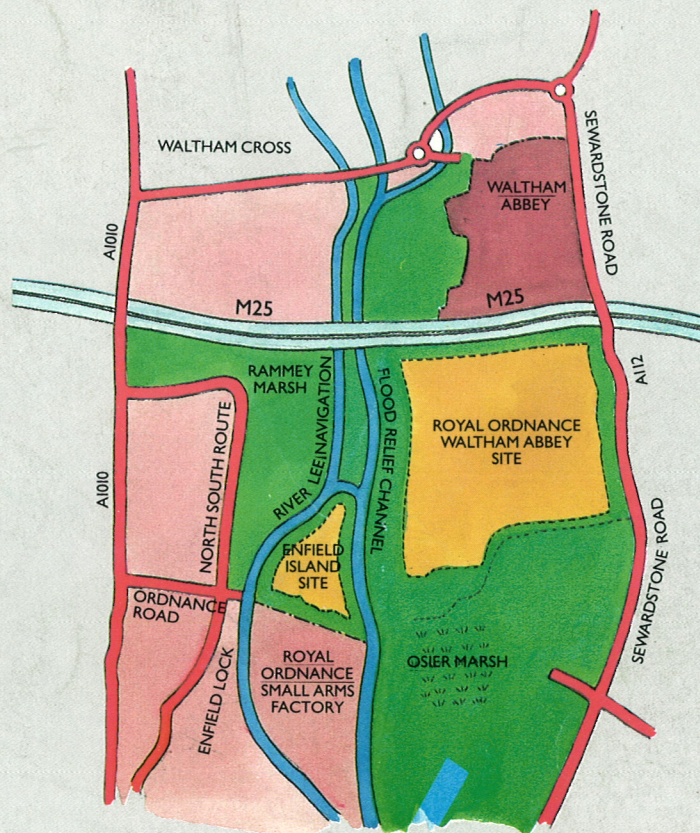 WALTHAM CROSS
SEWARDSTONE ROAD
WALTHAM
ABBEY
A1010
M25
M25
RAMMEY
MARSH
A112
FLOOD RELIEF CHANNEL
RIVER LEE NAVIGATION
NORTH SOUTH ROUTE
ROYAL ORDNANCE
WALTHAM ABBEY
SITE
A1010
ENFIELD
ISLAND
SITE
SEWARDSTONE ROAD
ORDNANCE
ROAD
ENFIELD LOCK
ROYAL
ORDNANCE
SMALL ARMS
FACTORY
OSIER MARSH